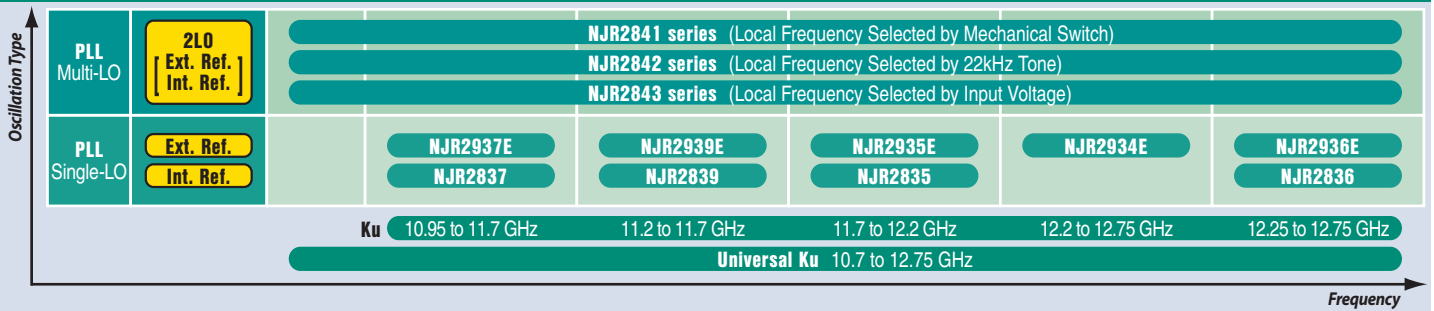 Oscillation Type
PLL
Multi-LO
2LO
[ Ext. Ref. ]
[ Int. Ref. ]
NJR2841 series (Local Frequency Selected by Mechanical Switch)
NJR2842 series (Local Frequency Selected by 22kHz Tone)
NJR2843 series (Local Frequency Selected by Input Voltage)
PLL
Single-LO
Ext. Ref.
Int. Ref.
NJR2937E NJR2939E NJR2935E NJR2934E NJR2936E
NJR2837 NJR2839 NJR2835 NJR2836
Ku 10.95 to 11.7 GHz 11.2 to 11.7 GHz 11.7 to 12.2 GHz 12.2 to 12.75 GHz 12.25 to 12.75 GHz
Universal Ku 10.7 to 12.75 GHz
Frequency